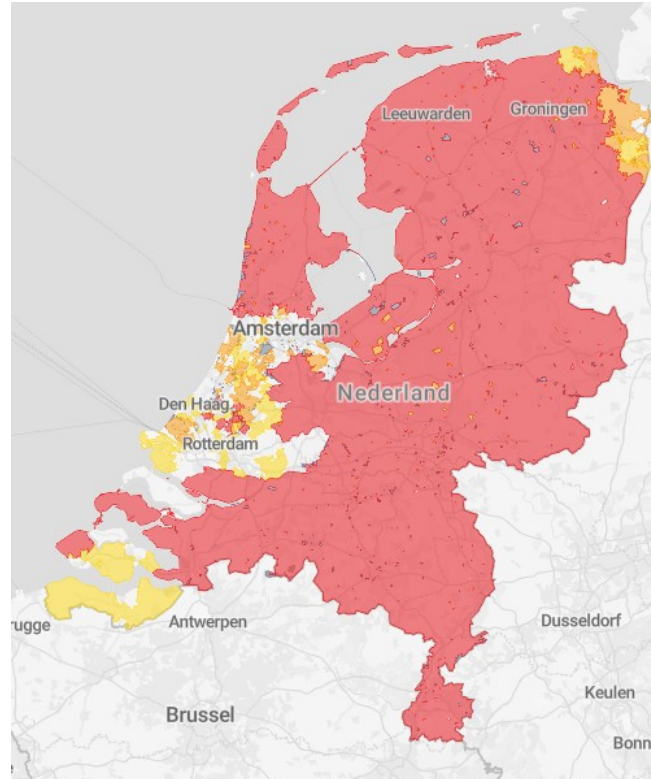 Leeuwarden
Groningen
Amsterdam
Nederland
Den Haag
Rotterdam
rugge
Antwerpen
Dusseldorf
Keulen
Brussel
Bonn